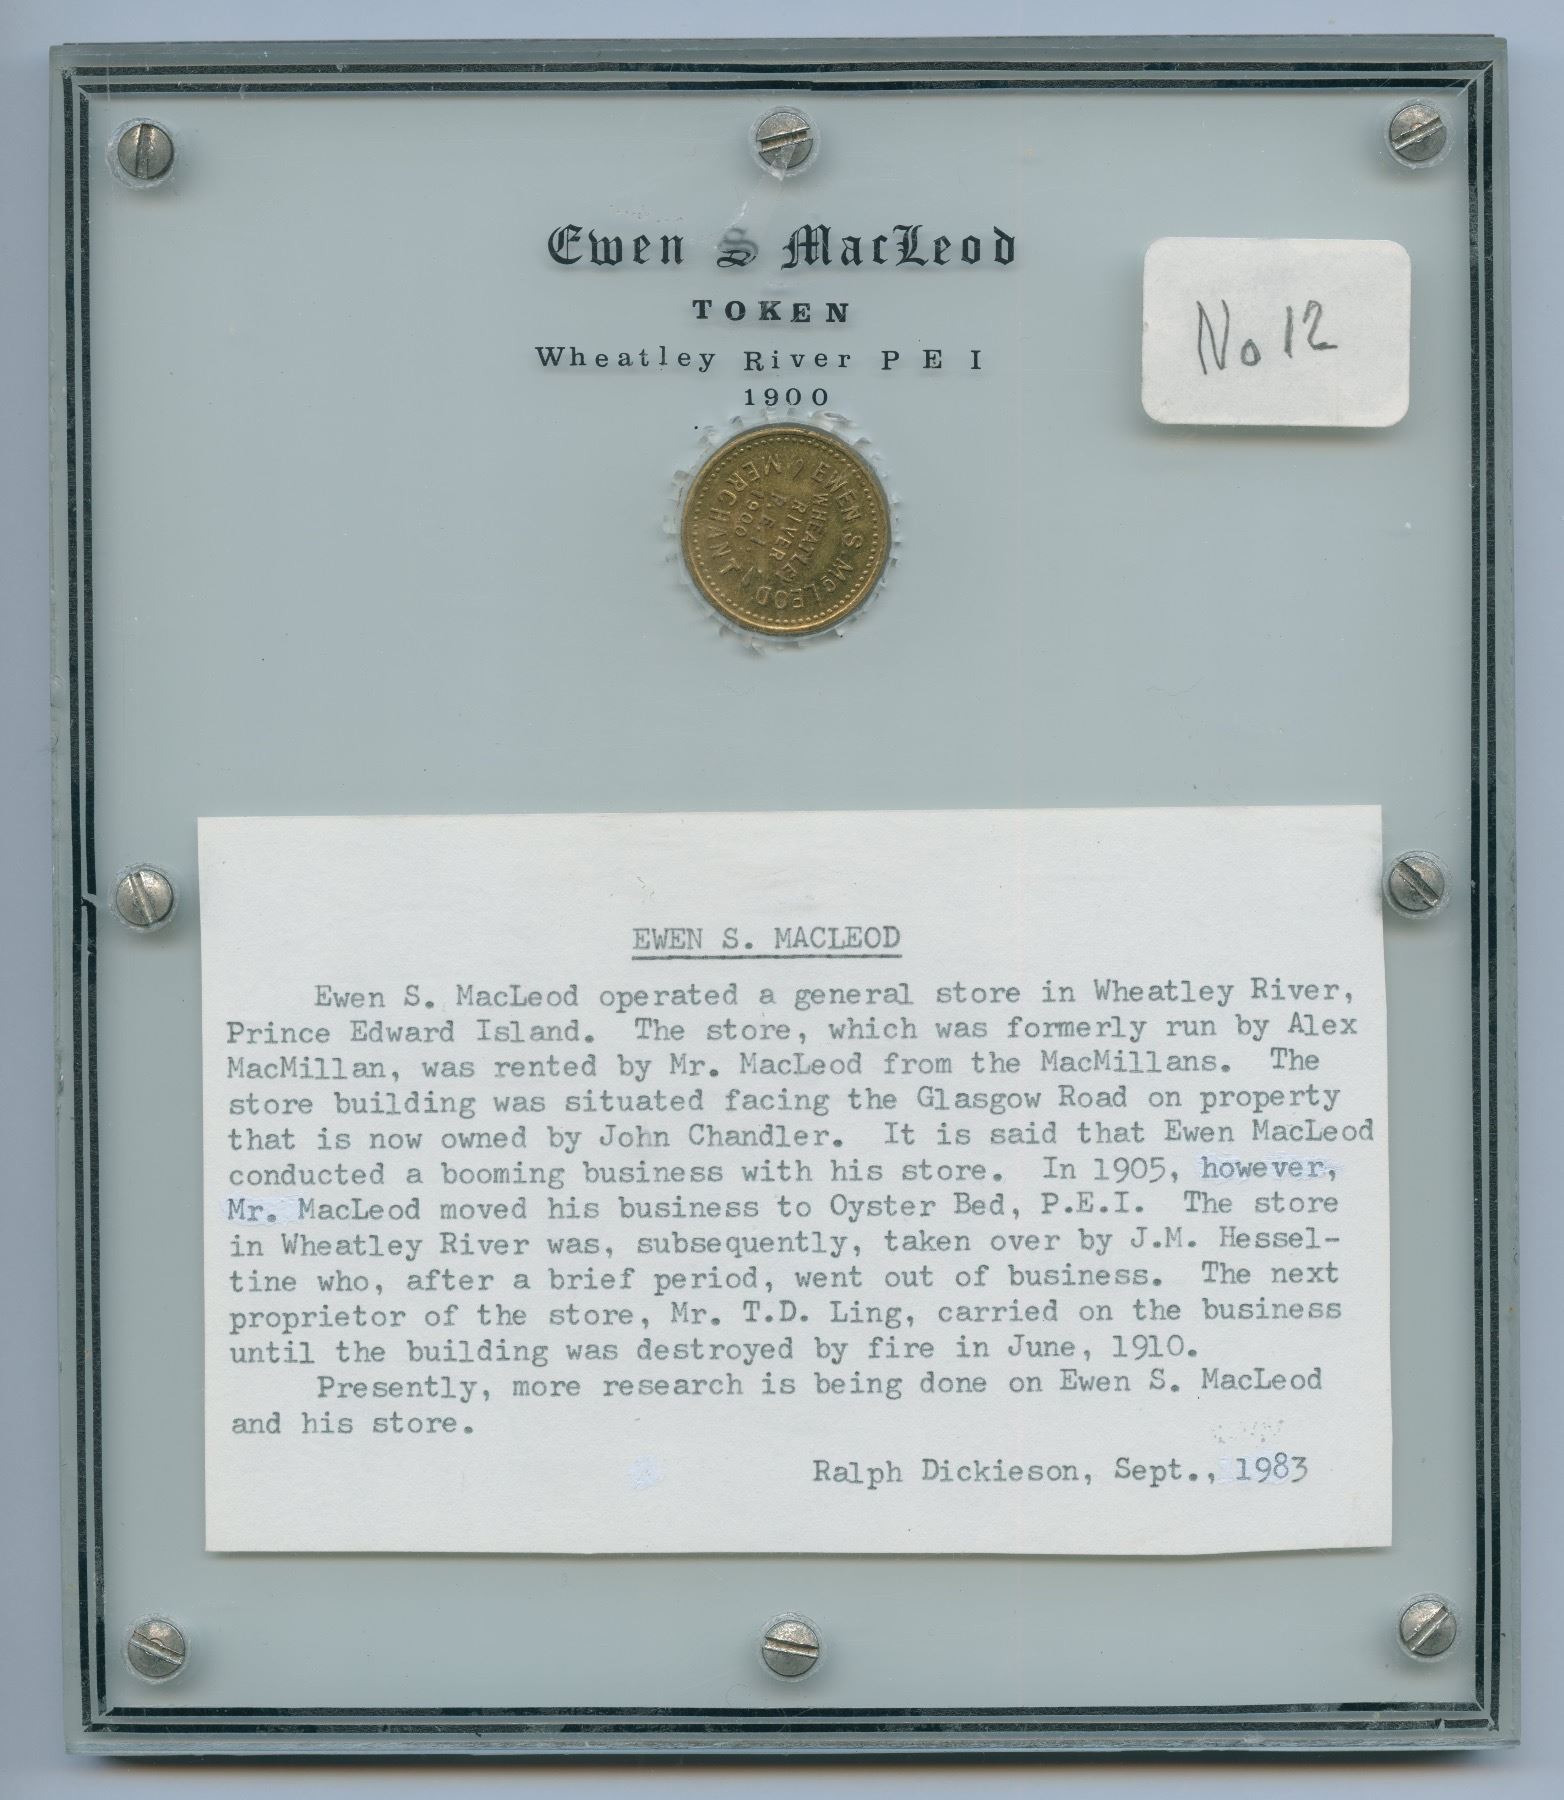 Ewen S MacLeod
TOKEN
Wheatley River P E I
1900
No 12
EWEN S. McLEOD
MERCHANT
WHEATLEY
RIVER
P.E.I.
1900
EWEN S. MACLEOD
Ewen S. MacLeod operated a general store in Wheatley River,
Prince Edward Island. The store, which was formerly run by Alex
MacMillan, was rented by Mr. MacLeod from the MacMillans. The
store building was situated facing the Glasgow Road on property
that is now owned by John Chandler. It is said that Ewen MacLeod
conducted a booming business with his store. In 1905, however,
Mr. MacLeod moved his business to Oyster Bed, P.E.I. The store
in Wheatley River was, subsequently, taken over by J.M. Hessel-
tine who, after a brief period, went out of business. The next
proprietor of the store, Mr. T.D. Ling, carried on the business
until the building was destroyed by fire in June, 1910.
Presently, more research is being done on Ewen S. MacLeod
and his store.
Ralph Dickieson, Sept., 1983